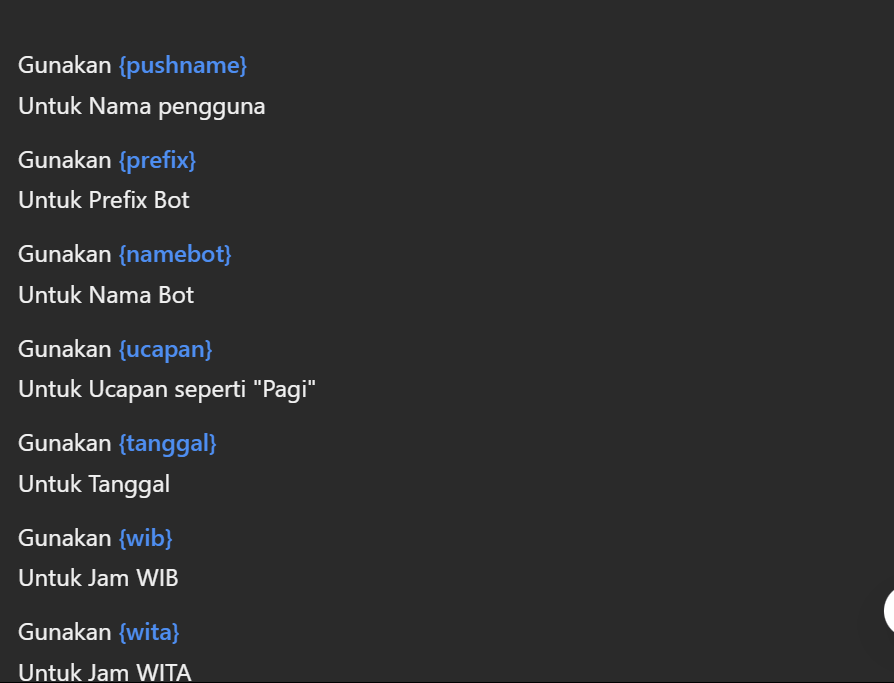 Gunakan {pushname}
Untuk Nama pengguna
Gunakan {prefix}
Untuk Prefix Bot
Gunakan {namebot}
Untuk Nama Bot
Gunakan {ucapan}
Untuk Ucapan seperti "Pagi"
Gunakan {tanggal}
Untuk Tanggal
Gunakan {wib}
Untuk Jam WIB
Gunakan {wita}
Untuk Jam WITA